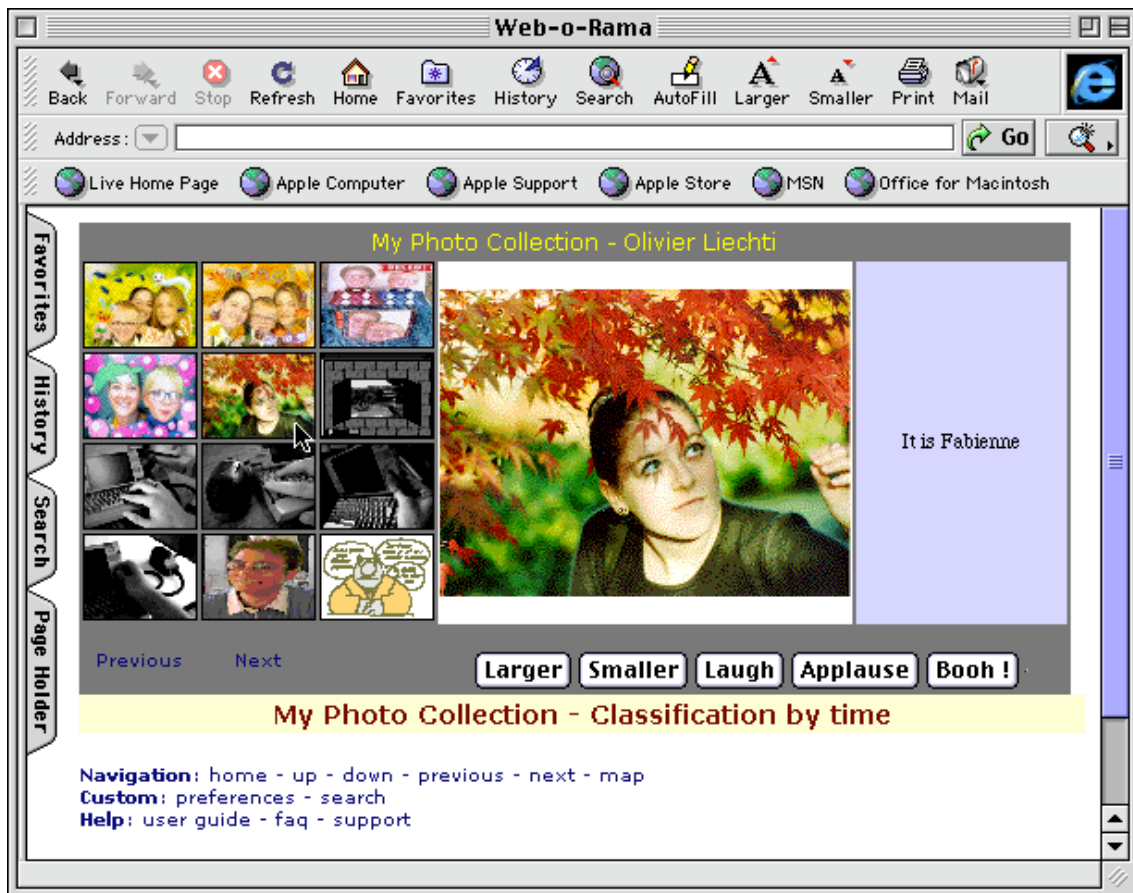 Web-o-Rama
Back Forward Stop Refresh Home Favorites History Search AutoFill Larger Smaller Print Mail
Address: Go
Live Home Page Apple Computer Apple Support Apple Store MSN Office for Macintosh
Favorites
History
Search
Page Holder
My Photo Collection - Olivier Liechti
It is Fabienne
Previous Next
Larger Smaller Laugh Applause Booh !
My Photo Collection - Classification by time
Navigation: home - up - down - previous - next - map
Custom: preferences - search
Help: user guide - faq - support